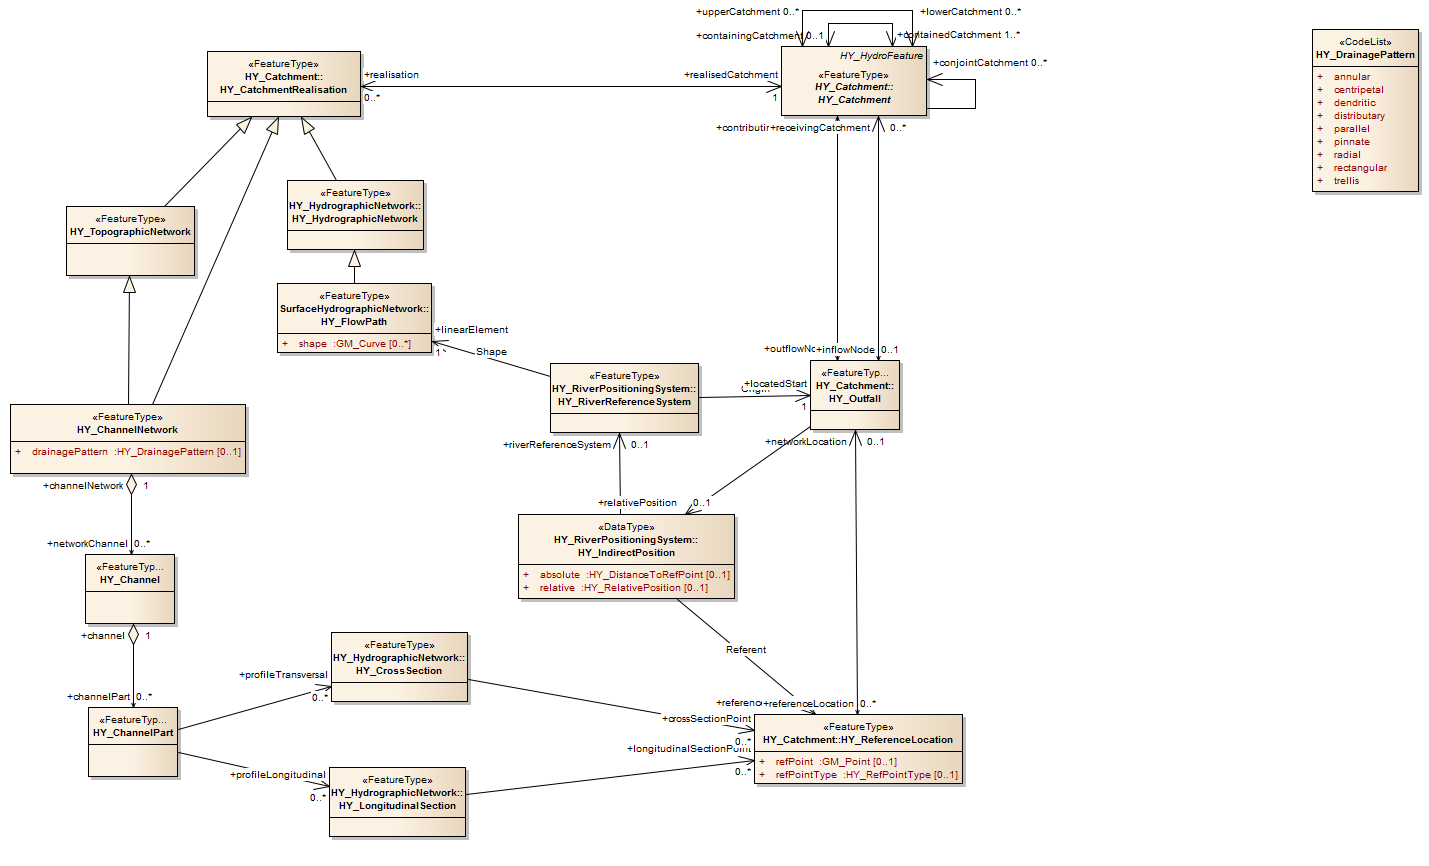 +upperCatchment 0..*
+lowerCatchment 0..*
+containingCatchment 0..1
+containedCatchment 1..*
HY_HydroFeature
«FeatureType»
HY_Catchment::
HY_Catchment
+conjointCatchment 0..*
«CodeList»
HY_DrainagePattern
+ annular
+ centripetal
+ dendritic
+ distributary
+ parallel
+ pinnate
+ radial
+ rectangular
+ trellis
«FeatureType»
HY_Catchment::
HY_CatchmentRealisation
+realisation
0..*
+realisedCatchment
1
+contributin
+receivingCatchment
0..*
«FeatureType»
HY_HydrographicNetwork::
HY_HydrographicNetwork
«FeatureType»
HY_TopographicNetwork
«FeatureType»
SurfaceHydrographicNetwork::
HY_FlowPath
+ shape :GM_Curve [0..*]
+linearElement
1
Shape
+outflowNo
+inflowNode 0..1
«FeatureType»
HY_RiverPositioningSystem::
HY_RiverReferenceSystem
+locatedStart
1
«FeatureTyp...
HY_Catchment::
HY_Outfall
«FeatureType»
HY_ChannelNetwork
+ drainagePattern :HY_DrainagePattern [0..1]
+riverReferenceSystem 0..1
+networkLocation 0..1
+channelNetwork 1
+relativePosition
0..1
«DataType»
HY_RiverPositioningSystem::
HY_IndirectPosition
+ absolute :HY_DistanceToRefPoint [0..1]
+ relative :HY_RelativePosition [0..1]
+networkChannel 0..*
«FeatureTyp...
HY_Channel
+channel 1
«FeatureType»
HY_HydrographicNetwork::
HY_CrossSection
Referent
+profileTransversal
0..*
+channelPart 0..*
«FeatureTyp...
HY_ChannelPart
+referenc
+referenceLocation 0..*
+crossSectionPoint
0..*
«FeatureType»
HY_Catchment::HY_ReferenceLocation
+ refPoint :GM_Point [0..1]
+ refPointType :HY_RefPointType [0..1]
+longitudinalSectionPoint
0..*
+profileLongitudinal
0..*
«FeatureType»
HY_HydrographicNetwork::
HY_LongitudinalSection